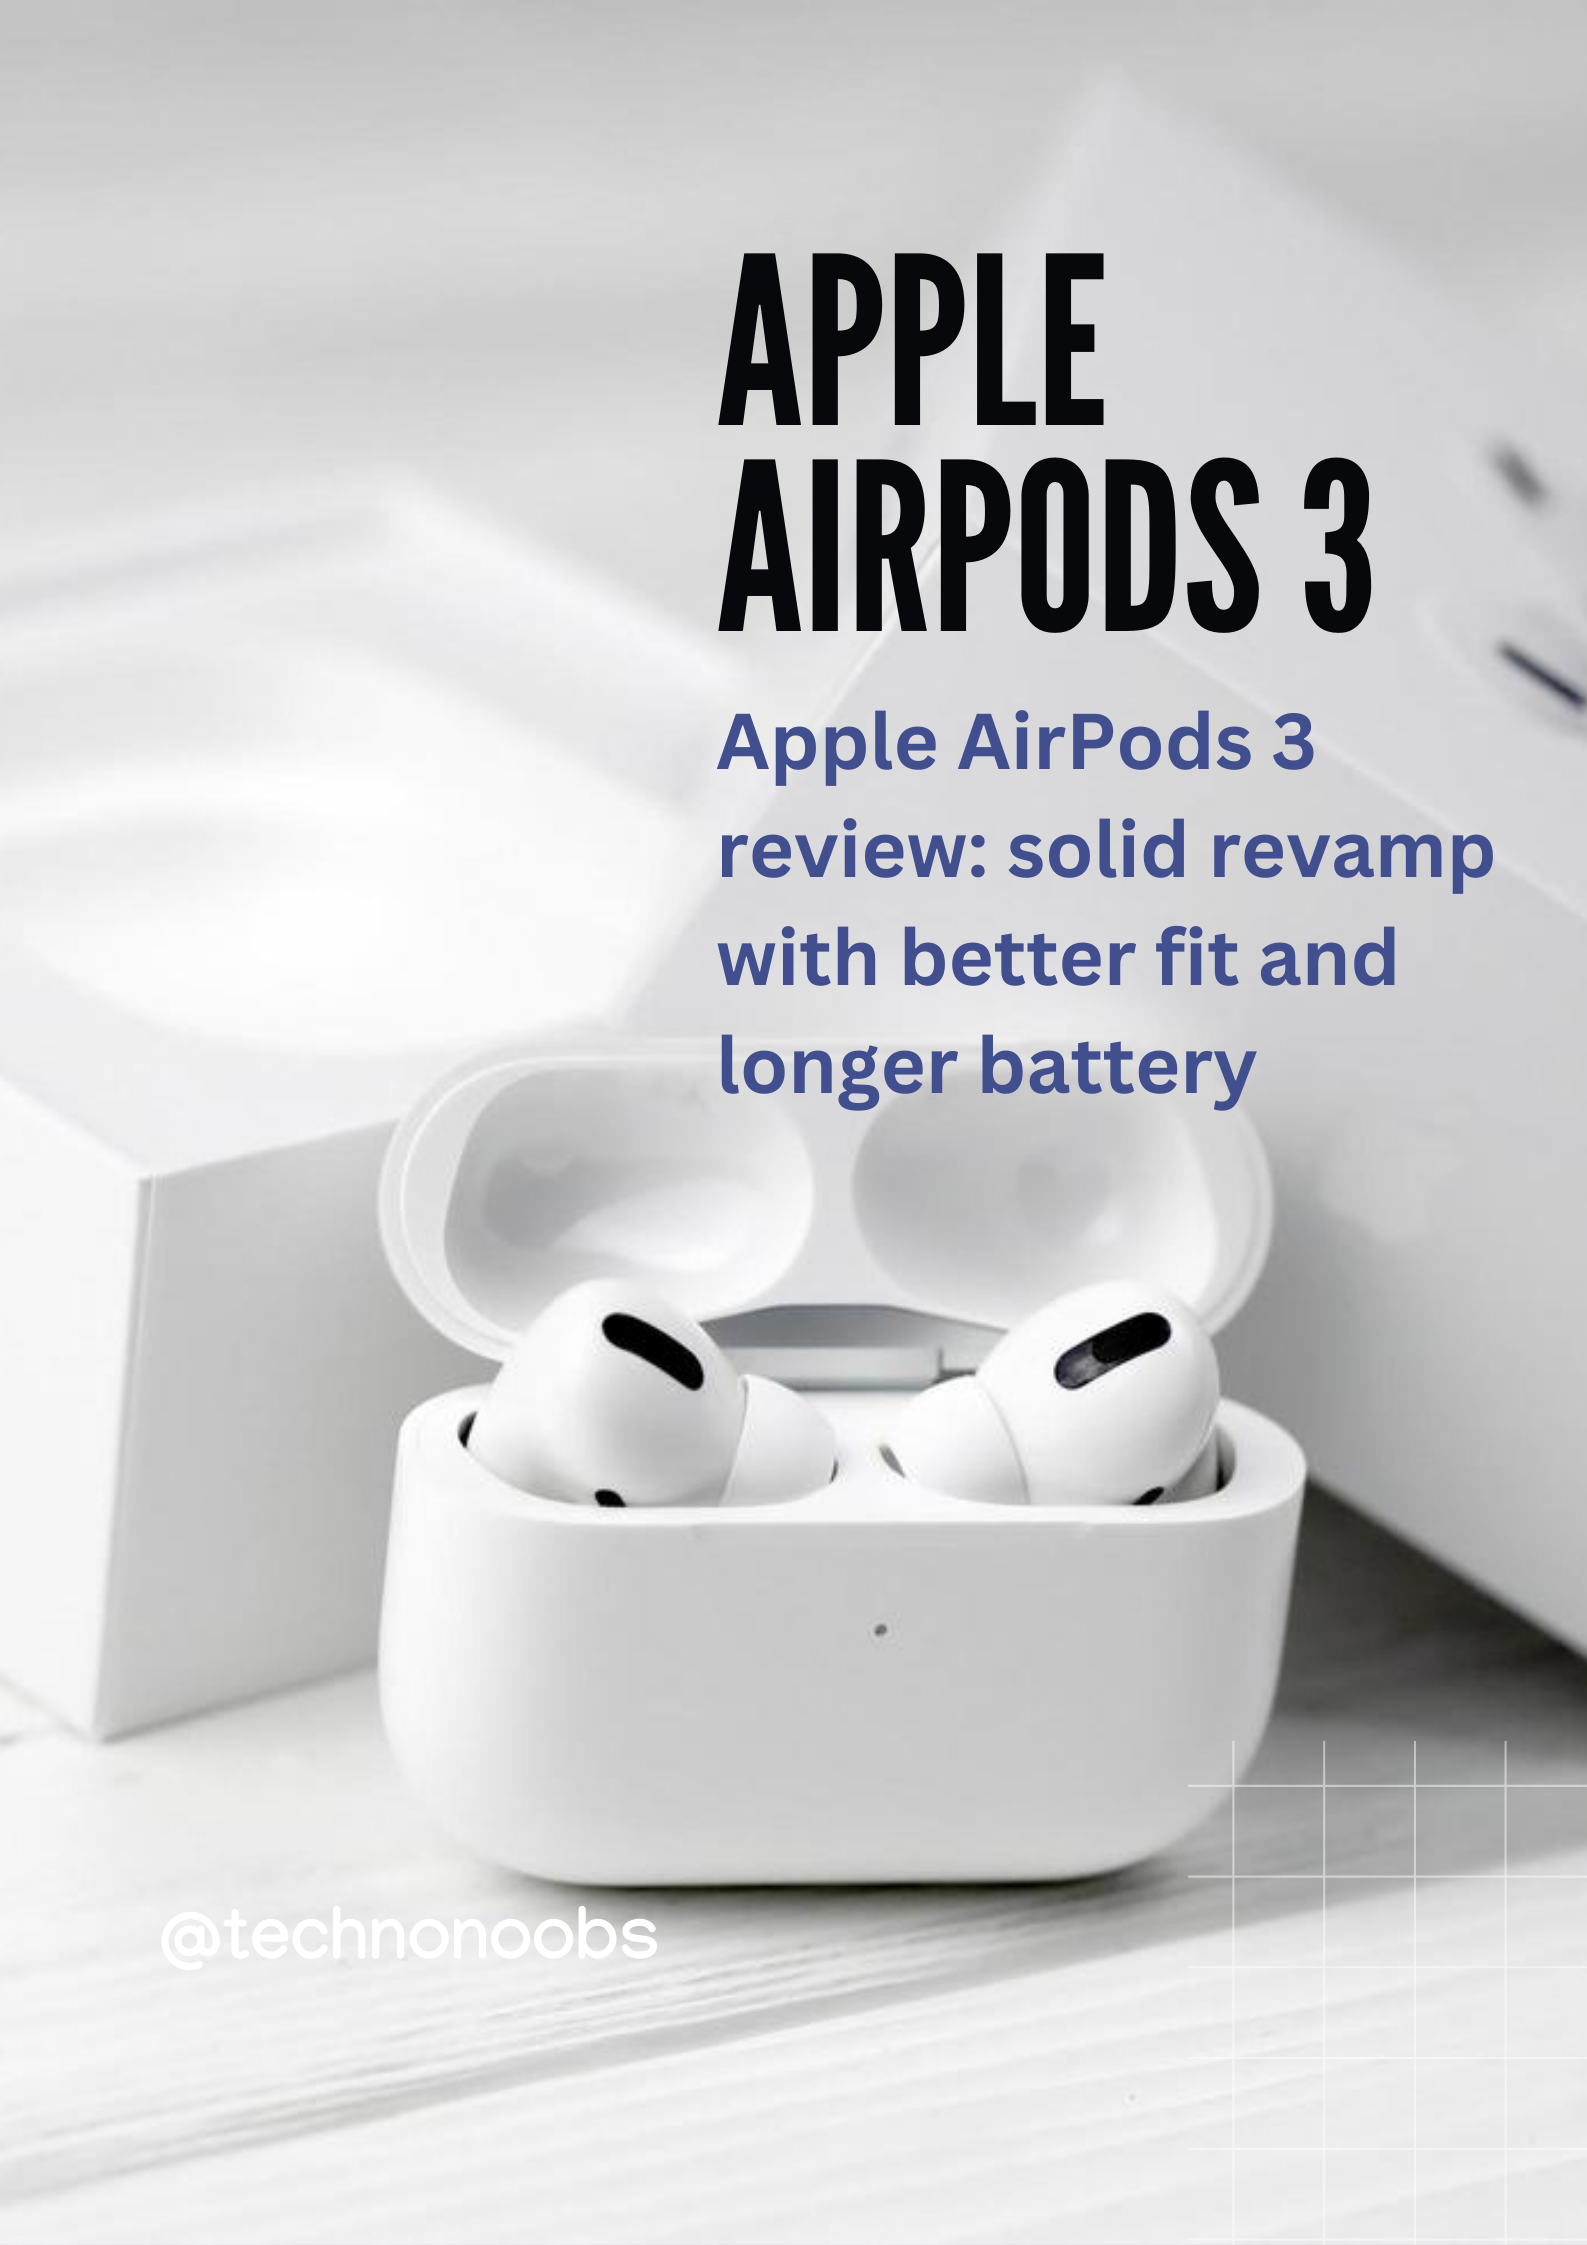 APPLE
AIRPODS 3
Apple AirPods 3
review: solid revamp
with better fit and
longer battery
@technonoobs